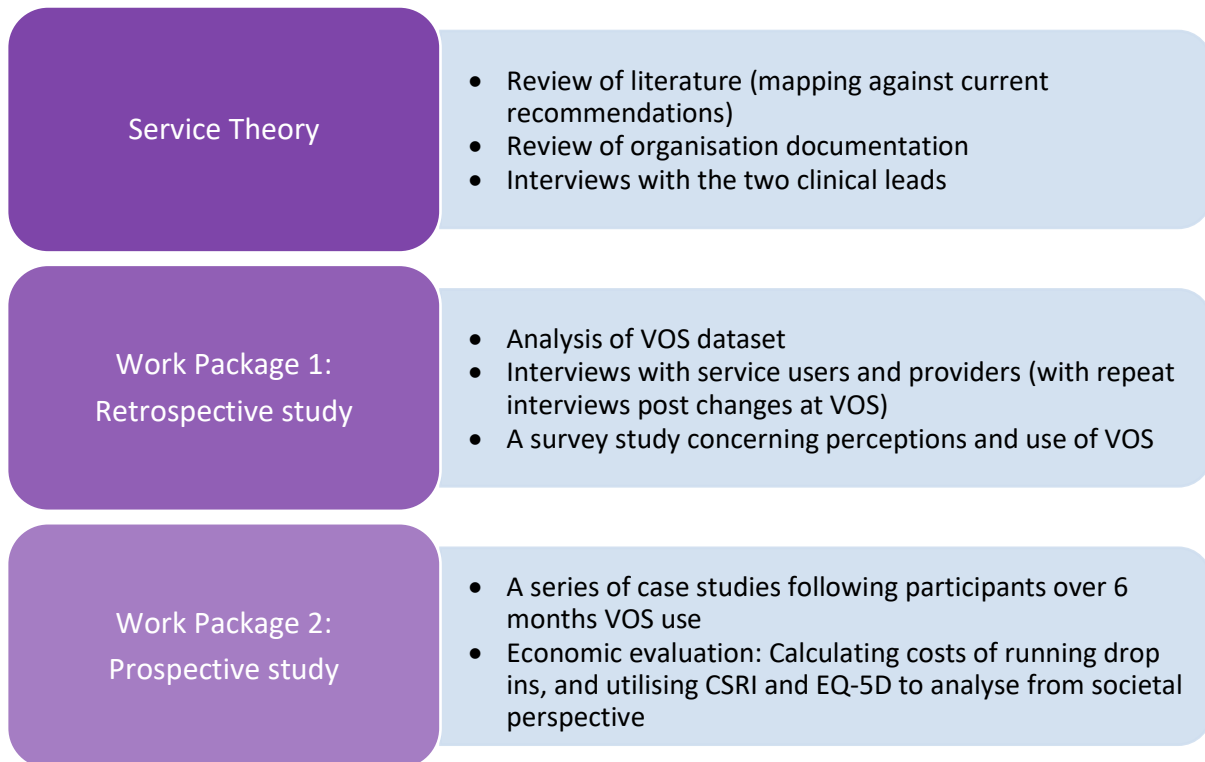 Service Theory
• Review of literature (mapping against current
recommendations)
• Review of organisation documentation
• Interviews with the two clinical leads
Work Package 1:
Retrospective study
• Analysis of VOS dataset
• Interviews with service users and providers (with repeat
interviews post changes at VOS)
• A survey study concerning perceptions and use of VOS
Work Package 2:
Prospective study
• A series of case studies following participants over 6
months VOS use
• Economic evaluation: Calculating costs of running drop
ins, and utilising CSRI and EQ-5D to analyse from societal
perspective